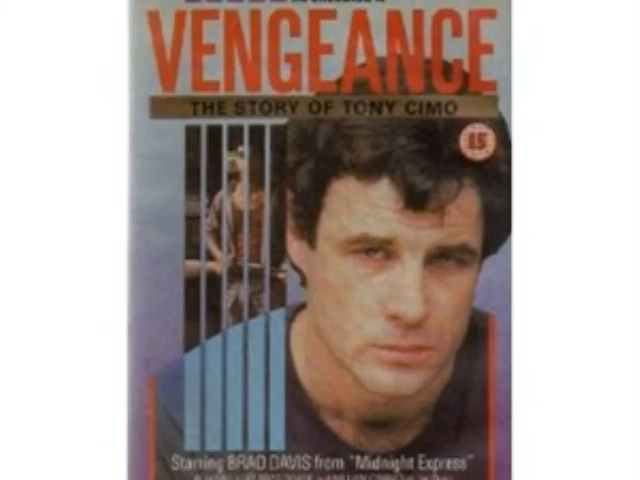 VENGEANCE
THE STORY OF TONY CIMO
15
Starring BRAD DAVIS from "Midnight Express"